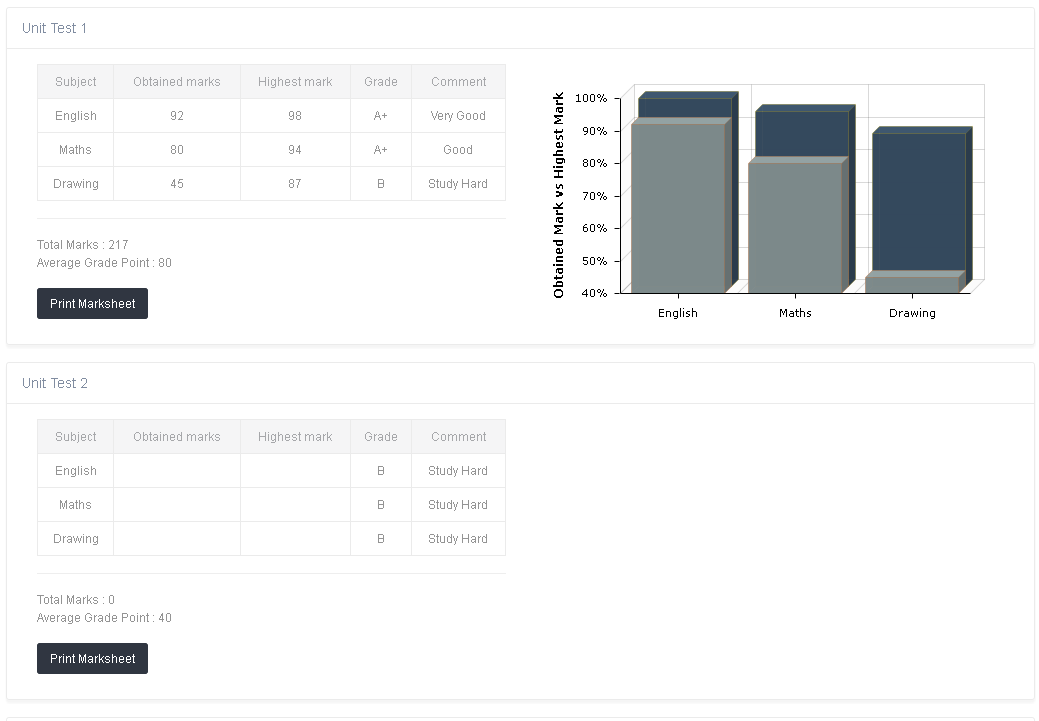 Unit Test 1
Subject Obtained marks Highest mark Grade Comment
English 92 98 A+ Very Good
Maths 80 94 A+ Good
Drawing 45 87 B Study Hard
Total Marks : 217
Average Grade Point : 80
Print Marksheet
Obtained Mark vs Highest Mark
100%
90%
80%
70%
60%
50%
40%
English Maths Drawing
Unit Test 2
Subject Obtained marks Highest mark Grade Comment
English B Study Hard
Maths B Study Hard
Drawing B Study Hard
Total Marks : 0
Average Grade Point : 40
Print Marksheet